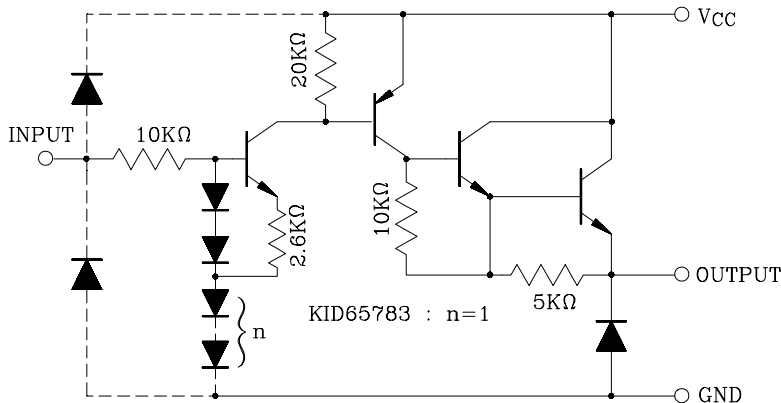 VCC
20KΩ
INPUT
10KΩ
2.6KΩ
10KΩ
OUTPUT
5KΩ
n
KID65783 : n=1
GND